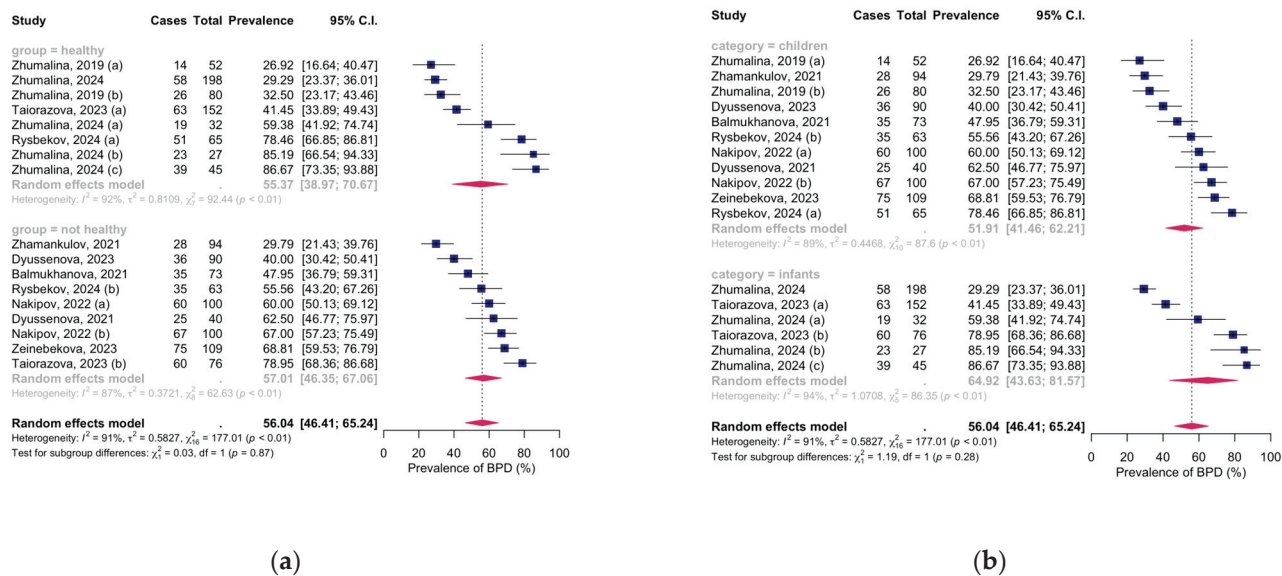 Study Cases Total Prevalence 95% C.I.
group = healthy
Zhumalina, 2019 (a) 14 52 26.92 [16.64; 40.47]
Zhumalina, 2024 58 198 29.29 [23.37; 36.01]
Zhumalina, 2019 (b) 26 80 32.50 [23.17; 43.46]
Taiorazova, 2023 (a) 63 152 41.45 [33.89; 49.43]
Zhumalina, 2024 (a) 19 32 59.38 [41.92; 74.74]
Rysbekov, 2024 (a) 51 65 78.46 [66.85; 86.81]
Zhumalina, 2024 (b) 23 27 85.19 [66.54; 94.33]
Zhumalina, 2024 (c) 39 45 86.67 [73.35; 93.88]
Random effects model . 55.37 [38.97; 70.67]
Heterogeneity: I² = 92%, τ² = 0.8109, χ²₇ = 92.44 (p < 0.01)
group = not healthy
Zhamankulov, 2021 28 94 29.79 [21.43; 39.76]
Dyussenova, 2023 36 90 40.00 [30.42; 50.41]
Balmukhanova, 2021 35 73 47.95 [36.79; 59.31]
Rysbekov, 2024 (b) 35 63 55.56 [43.20; 67.26]
Nakipov, 2022 (a) 60 100 60.00 [50.13; 69.12]
Dyussenova, 2021 25 40 62.50 [46.77; 75.97]
Nakipov, 2022 (b) 67 100 67.00 [57.23; 75.49]
Zeinebekova, 2023 75 109 68.81 [59.53; 76.79]
Taiorazova, 2023 (b) 60 76 78.95 [68.36; 86.68]
Random effects model . 57.01 [46.35; 67.06]
Heterogeneity: I² = 87%, τ² = 0.3721, χ²₈ = 62.63 (p < 0.01)
Random effects model . 56.04 [46.41; 65.24]
Heterogeneity: I² = 91%, τ² = 0.5827, χ²₁₆ = 177.01 (p < 0.01)
Test for subgroup differences: χ²₁ = 0.03, df = 1 (p = 0.87)
0 20 40 60 80 100
Prevalence of BPD (%)
(a)
Study Cases Total Prevalence 95% C.I.
category = children
Zhumalina, 2019 (a) 14 52 26.92 [16.64; 40.47]
Zhamankulov, 2021 28 94 29.79 [21.43; 39.76]
Zhumalina, 2019 (b) 26 80 32.50 [23.17; 43.46]
Dyussenova, 2023 36 90 40.00 [30.42; 50.41]
Balmukhanova, 2021 35 73 47.95 [36.79; 59.31]
Rysbekov, 2024 (b) 35 63 55.56 [43.20; 67.26]
Nakipov, 2022 (a) 60 100 60.00 [50.13; 69.12]
Dyussenova, 2021 25 40 62.50 [46.77; 75.97]
Nakipov, 2022 (b) 67 100 67.00 [57.23; 75.49]
Zeinebekova, 2023 75 109 68.81 [59.53; 76.79]
Rysbekov, 2024 (a) 51 65 78.46 [66.85; 86.81]
Random effects model . 51.91 [41.46; 62.21]
Heterogeneity: I² = 89%, τ² = 0.4468, χ²₁₀ = 87.6 (p < 0.01)
category = infants
Zhumalina, 2024 58 198 29.29 [23.37; 36.01]
Taiorazova, 2023 (a) 63 152 41.45 [33.89; 49.43]
Zhumalina, 2024 (a) 19 32 59.38 [41.92; 74.74]
Taiorazova, 2023 (b) 60 76 78.95 [68.36; 86.68]
Zhumalina, 2024 (b) 23 27 85.19 [66.54; 94.33]
Zhumalina, 2024 (c) 39 45 86.67 [73.35; 93.88]
Random effects model . 64.92 [43.63; 81.57]
Heterogeneity: I² = 94%, τ² = 1.0708, χ²₅ = 86.35 (p < 0.01)
Random effects model . 56.04 [46.41; 65.24]
Heterogeneity: I² = 91%, τ² = 0.5827, χ²₁₆ = 177.01 (p < 0.01)
Test for subgroup differences: χ²₁ = 1.19, df = 1 (p = 0.28)
0 20 40 60 80 100
Prevalence of BPD (%)
(b)